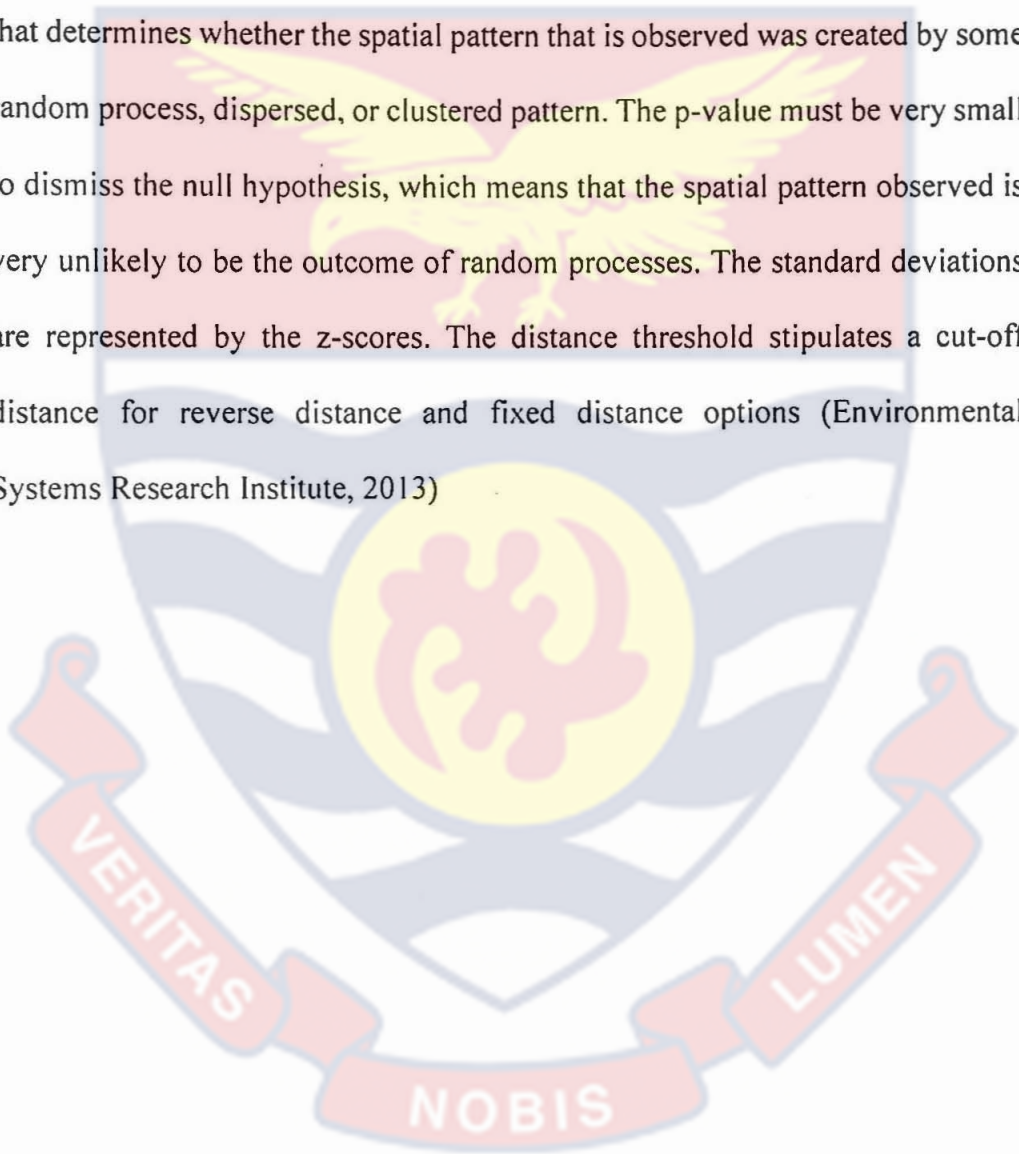 hat determines whether the spatial pattern that is observed was created by some
andom process, dispersed, or clustered pattern. The p-value must be very small
o dismiss the null hypothesis, which means that the spatial pattern observed is
very unlikely to be the outcome of random processes. The standard deviations
are represented by the z-scores. The distance threshold stipulates a cut-off
distance for reverse distance and fixed distance options (Environmental
Systems Research Institute, 2013)
VERITAS
NOBIS
LUMEN